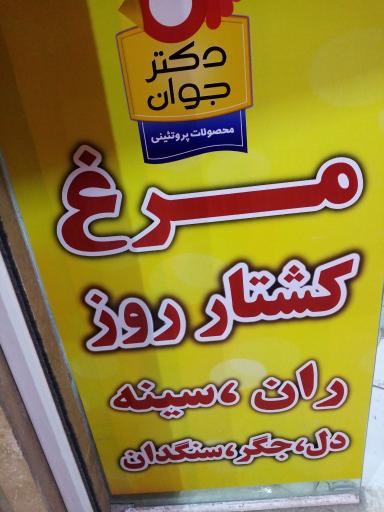 دکتر
جوان
محصولات پروتئینی
مرغ
کشتار روز
ران ،سینه
دل،جگر،سنگدان